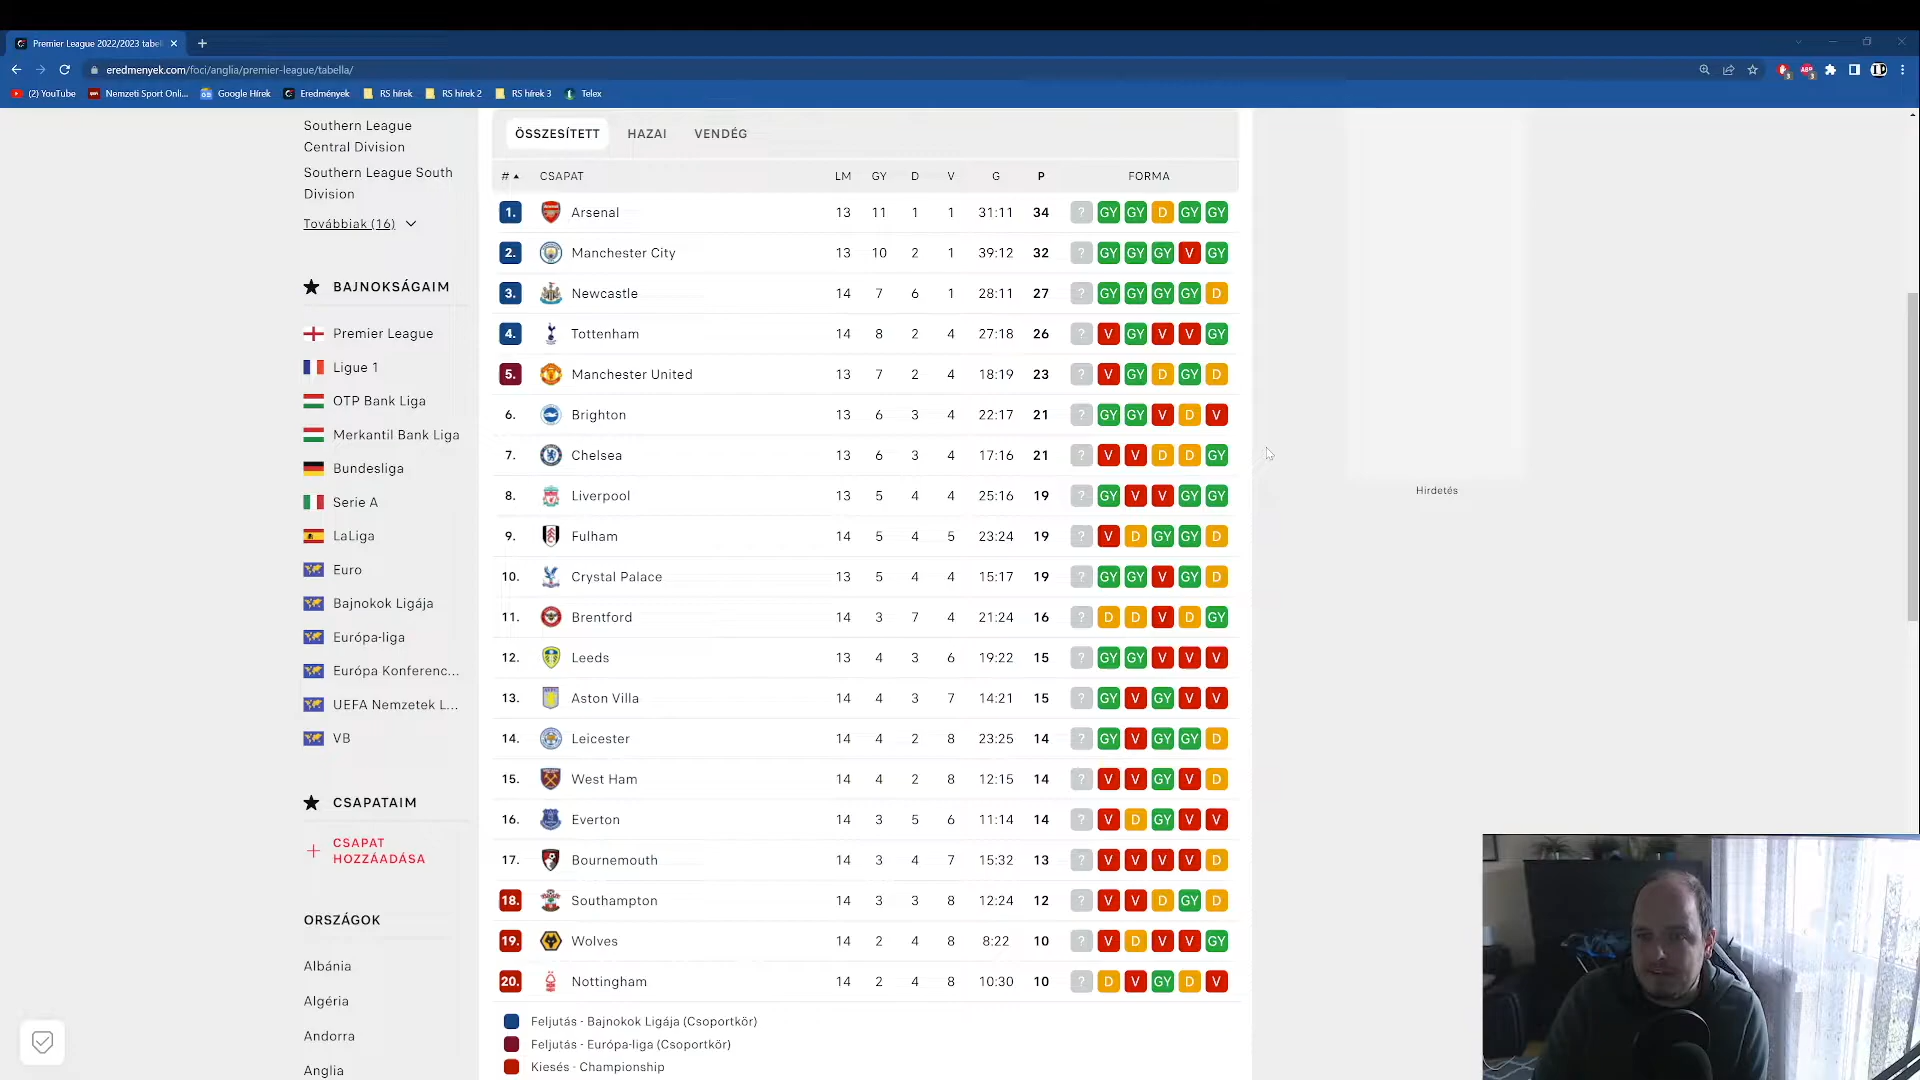 Premier League 2022/2023 tabell
eredmenyek.com/foci/anglia/premier-league/tabella/
(2) YouTube
Nemzeti Sport Onli...
Google Hírek
Eredmények
RS hírek
RS hírek 2
RS hírek 3
Telex
Southern League
Central Division
Southern League South
Division
Továbbiak (16)
BAJNOKSÁGAIM
Premier League
Ligue 1
OTP Bank Liga
Merkantil Bank Liga
Bundesliga
Serie A
LaLiga
Euro
Bajnokok Ligája
Európa-liga
Európa Konferenc...
UEFA Nemzetek L...
VB
CSAPATAIM
CSAPAT
HOZZÁADÁSA
ORSZÁGOK
Albánia
Algéria
Andorra
Anglia
ÖSSZESÍTETT HAZAI VENDÉG
# CSAPAT LM GY D V G P FORMA
1. Arsenal 13 11 1 1 31:11 34 ? GY GY D GY GY
2. Manchester City 13 10 2 1 39:12 32 ? GY GY GY V GY
3. Newcastle 14 7 6 1 28:11 27 ? GY GY GY GY D
4. Tottenham 14 8 2 4 27:18 26 ? V GY V V GY
5. Manchester United 13 7 2 4 18:19 23 ? V GY D GY D
6. Brighton 13 6 3 4 22:17 21 ? GY GY V D V
7. Chelsea 13 6 3 4 17:16 21 ? V V D D GY
8. Liverpool 13 5 4 4 25:16 19 ? GY V V GY GY
9. Fulham 14 5 4 5 23:24 19 ? V D GY GY D
10. Crystal Palace 13 5 4 4 15:17 19 ? GY GY V GY D
11. Brentford 14 3 7 4 21:24 16 ? D D V D GY
12. Leeds 13 4 3 6 19:22 15 ? GY GY V V V
13. Aston Villa 14 4 3 7 14:21 15 ? GY V GY V V
14. Leicester 14 4 2 8 23:25 14 ? GY V GY GY D
15. West Ham 14 4 2 8 12:15 14 ? V V GY V D
16. Everton 14 3 5 6 11:14 14 ? V D GY V V
17. Bournemouth 14 3 4 7 15:32 13 ? V V V V D
18. Southampton 14 3 3 8 12:24 12 ? V V D GY D
19. Wolves 14 2 4 8 8:22 10 ? V D V V GY
20. Nottingham 14 2 4 8 10:30 10 ? D V GY D V
Feljutás - Bajnokok Ligája (Csoportkör)
Feljutás - Európa-liga (Csoportkör)
Kiesés - Championship
Hirdetés